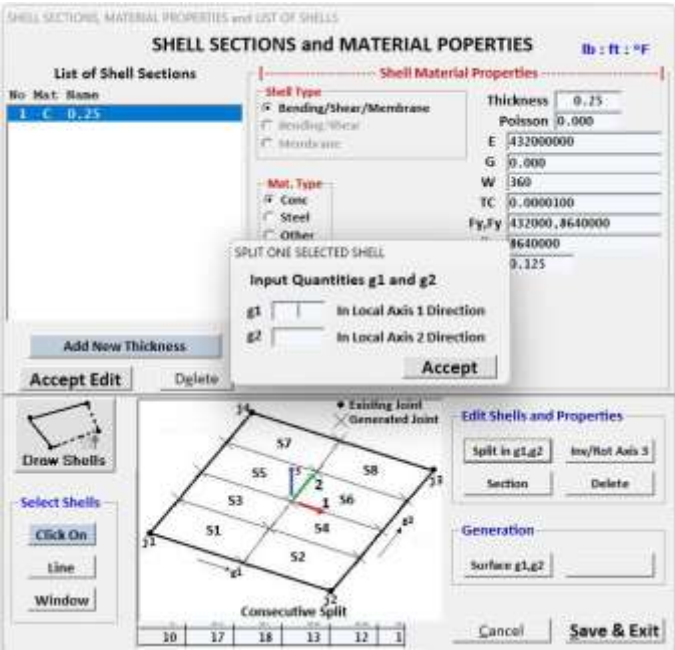 SHELL SECTIONS, MATERIAL PROPERTIES and LIST OF SHELLS
SHELL SECTIONS and MATERIAL POPERTIES
lb : ft : ºF
List of Shell Sections
No Mat Name
1 C 0.25
Shell Material Properties
Shell Type
Bending/Shear/Membrane
Bending/Shear
Membrane
Thickness 0.25
Poisson 0.000
E 432000000
G 0.000
W 360
TC 0.0000100
Fy,Fy 432000,8640000
8640000
0.125
Mat. Type
Conc
Steel
Other
SPLIT ONE SELECTED SHELL
Input Quantities g1 and g2
g1 In Local Axis 1 Direction
g2 In Local Axis 2 Direction
Accept
Add New Thickness
Accept Edit
Delete
Draw Shells
Select Shells
Click On
Line
Window
Existing Joint
Generated Joint
J4
S7
S8
J3
S5
3
2
S6
1
S3
S4
S1
g2
S2
J1
g1
J2
Consecutive Split
10 17 18 13 12 1
Edit Shells and Properties
Split in g1,g2
Inv/Rot Axis 3
Section
Delete
Generation
Surface g1,g2
Cancel
Save & Exit